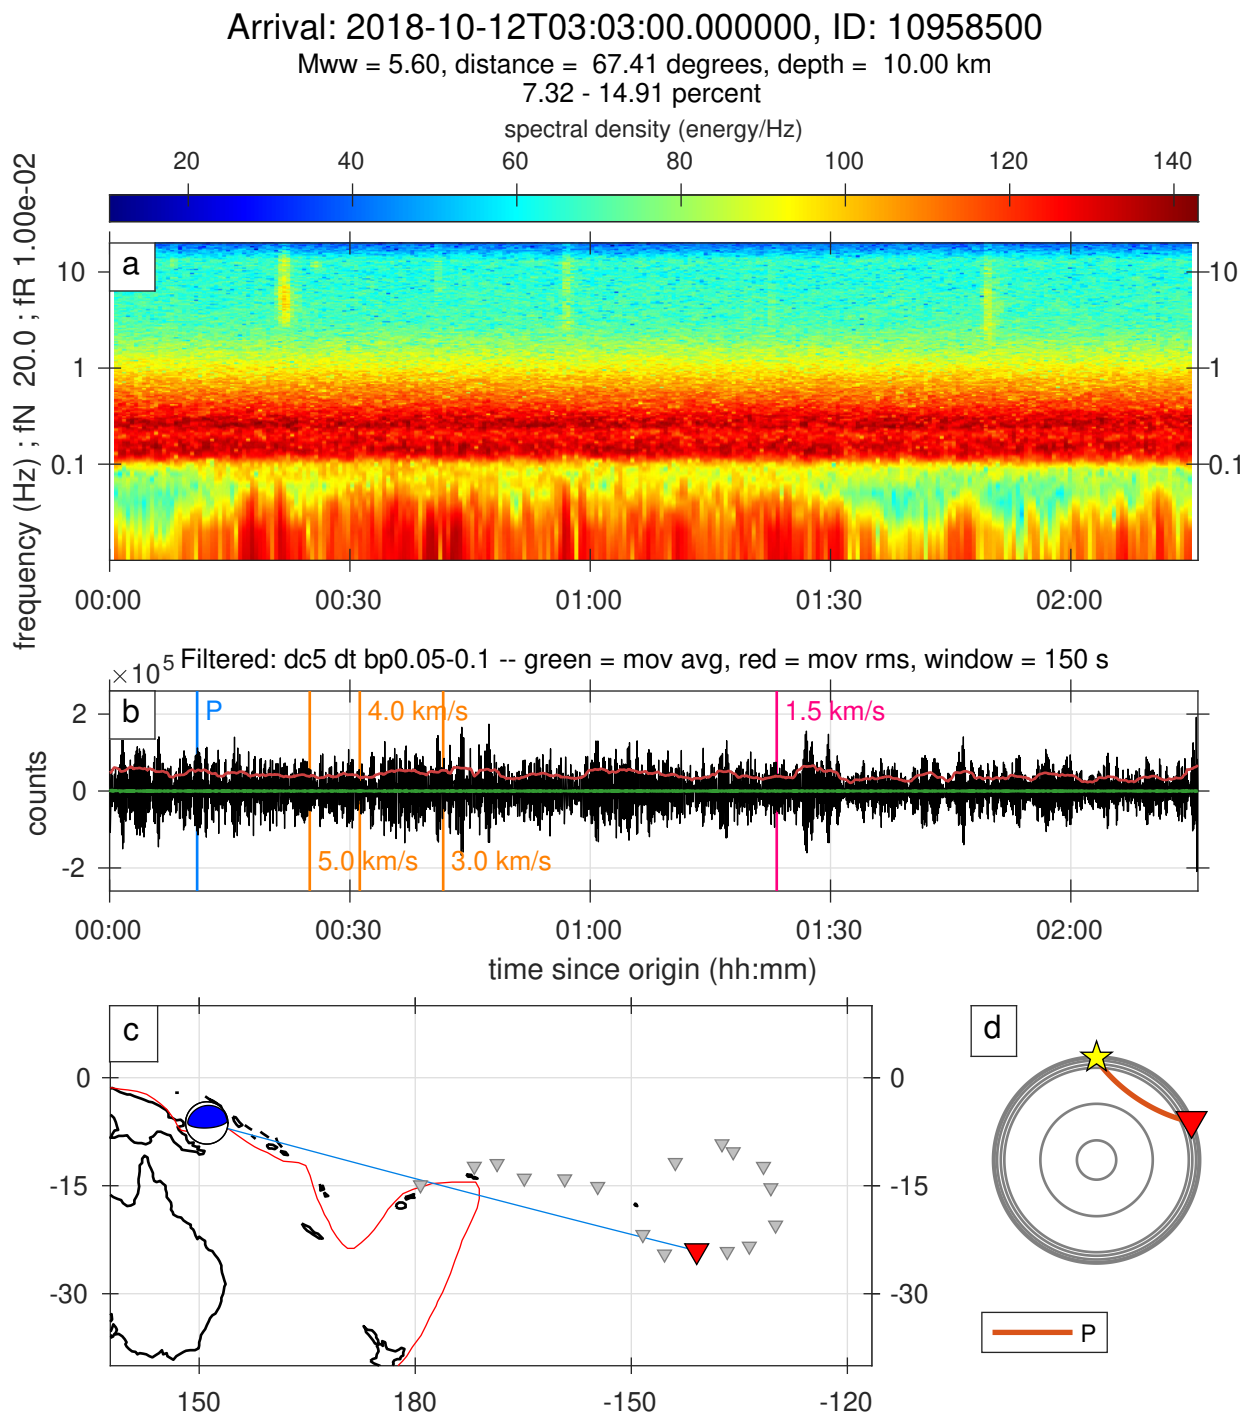 Arrival: 2018-10-12T03:03:00.000000, ID: 10958500
Mww = 5.60, distance =  67.41 degrees, depth =  10.00 km
7.32 - 14.91 percent
spectral density (energy/Hz)
20 40 60 80 100 120 140
frequency (Hz) ; fN  20.0 ; fR 1.00e-02
a
10 10
1 1
0.1 0.1
00:00 00:30 01:00 01:30 02:00
×10^5 Filtered: dc5 dt bp0.05-0.1 -- green = mov avg, red = mov rms, window = 150 s
b
P 4.0 km/s 1.5 km/s
2
0
-2
counts
5.0 km/s 3.0 km/s
00:00 00:30 01:00 01:30 02:00
time since origin (hh:mm)
c
d
0 0
-15 -15
-30 -30
150 180 -150 -120
P